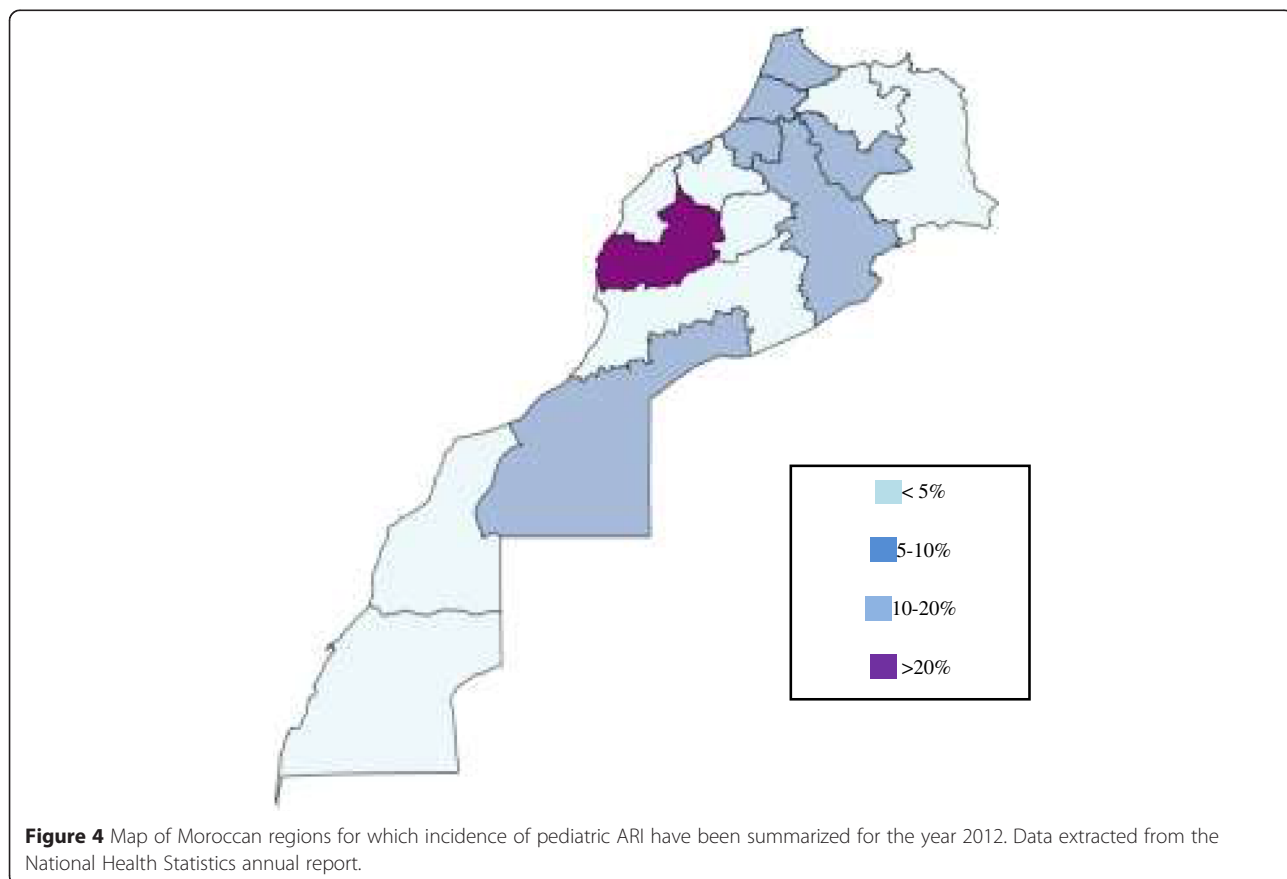 < 5%
5-10%
10-20%
>20%
Figure 4 Map of Moroccan regions for which incidence of pediatric ARI have been summarized for the year 2012. Data extracted from the
National Health Statistics annual report.